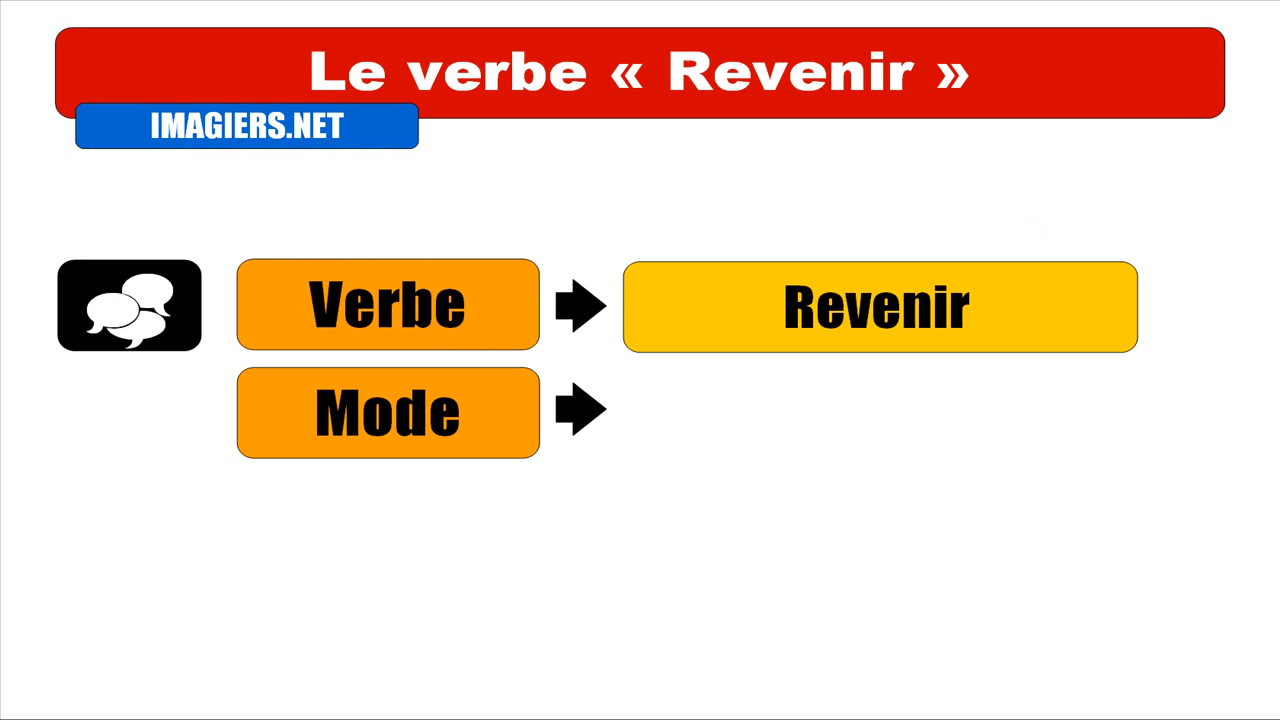 Le verbe « Revenir »
IMAGIERS.NET
Verbe
Revenir
Mode